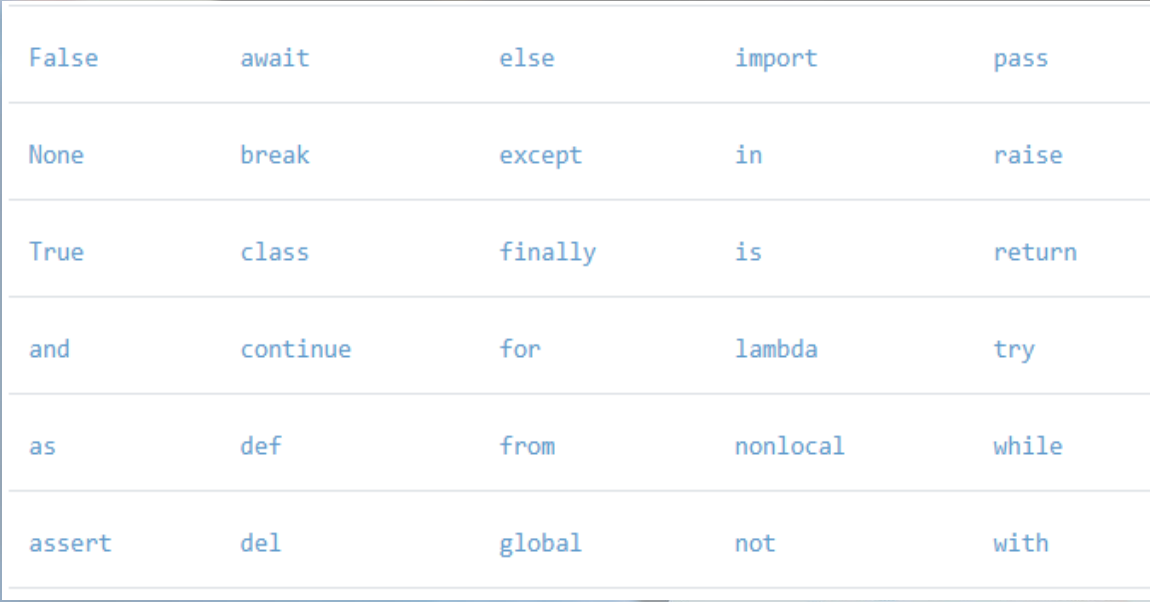 False await else import pass
None break except in raise
True class finally is return
and continue for lambda try
as def from nonlocal while
assert del global not with